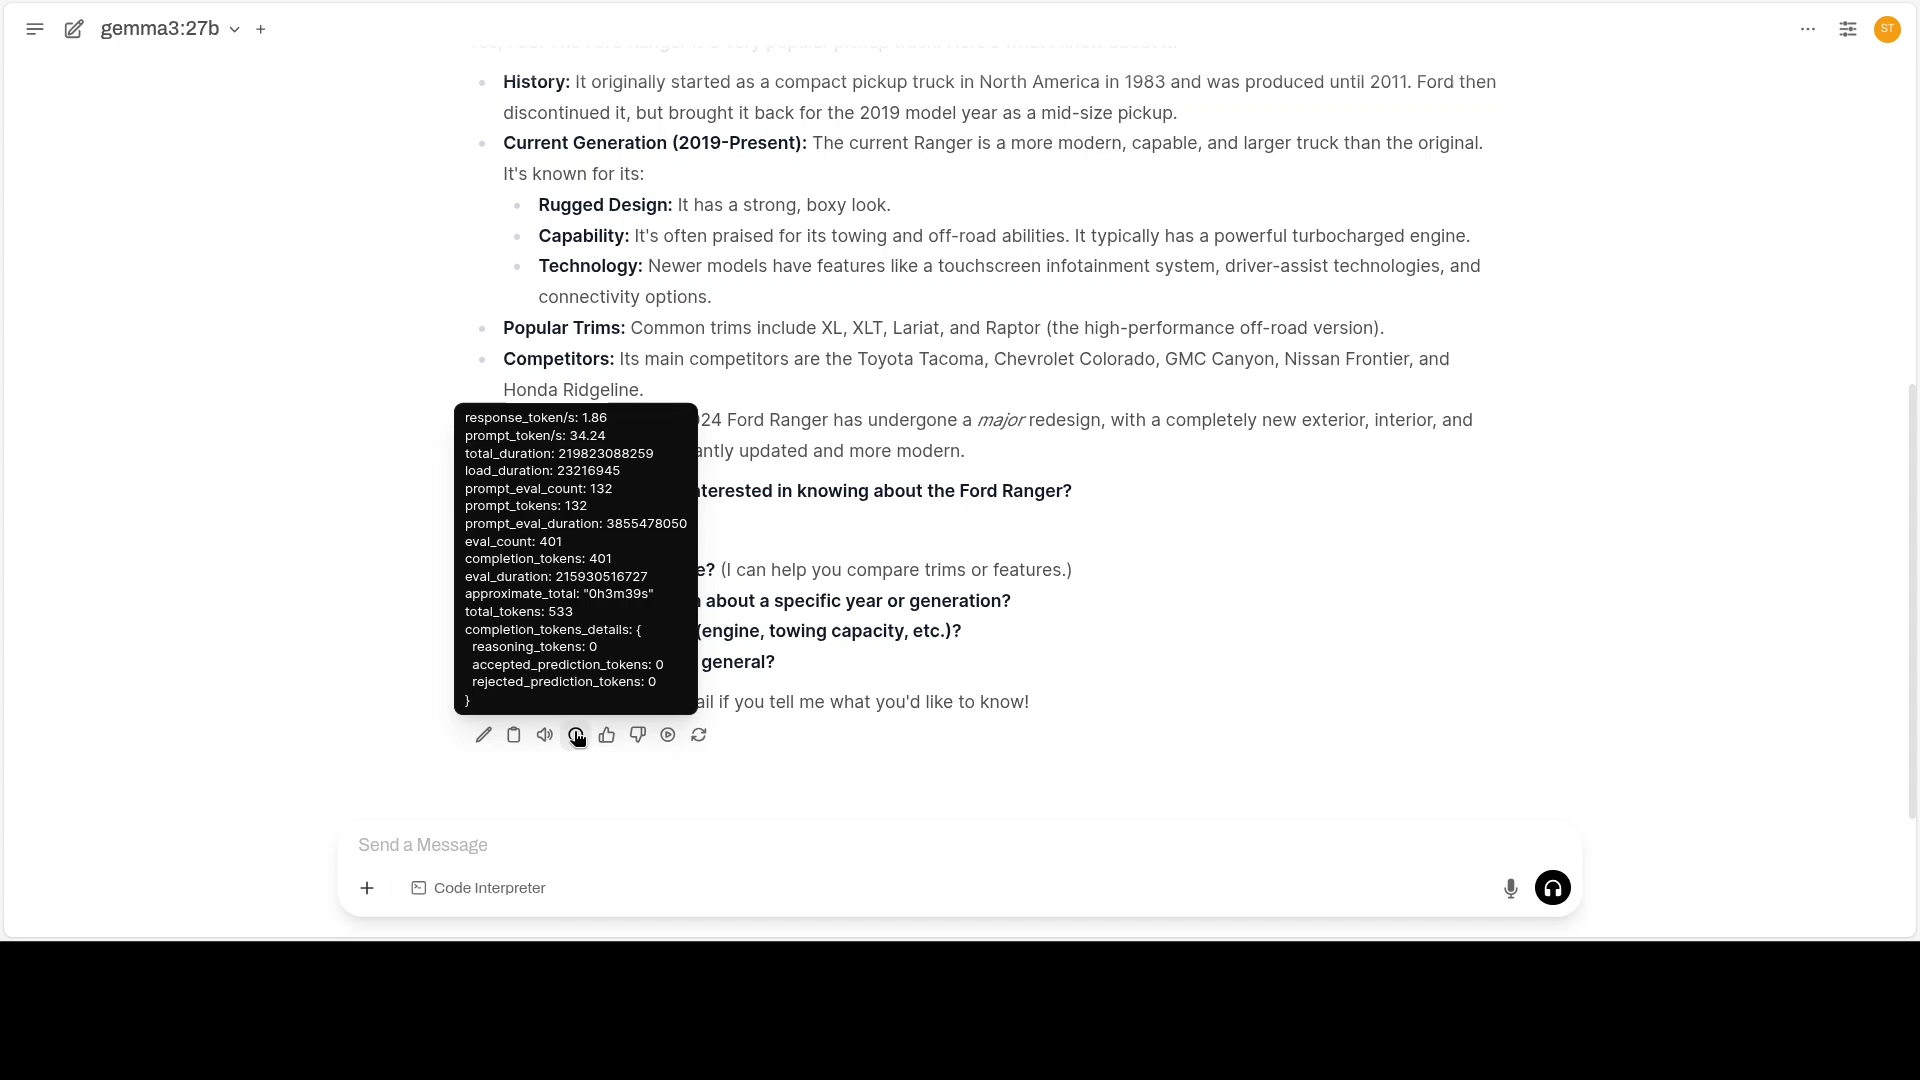 gemma3:27b
ST
History: It originally started as a compact pickup truck in North America in 1983 and was produced until 2011. Ford then
discontinued it, but brought it back for the 2019 model year as a mid-size pickup.
Current Generation (2019-Present): The current Ranger is a more modern, capable, and larger truck than the original.
It's known for its:
Rugged Design: It has a strong, boxy look.
Capability: It's often praised for its towing and off-road abilities. It typically has a powerful turbocharged engine.
Technology: Newer models have features like a touchscreen infotainment system, driver-assist technologies, and
connectivity options.
Popular Trims: Common trims include XL, XLT, Lariat, and Raptor (the high-performance off-road version).
Competitors: Its main competitors are the Toyota Tacoma, Chevrolet Colorado, GMC Canyon, Nissan Frontier, and
Honda Ridgeline.
24 Ford Ranger has undergone a major redesign, with a completely new exterior, interior, and
antly updated and more modern.
nterested in knowing about the Ford Ranger?
e? (I can help you compare trims or features.)
about a specific year or generation?
(engine, towing capacity, etc.)?
general?
ail if you tell me what you'd like to know!
response_token/s: 1.86
prompt_token/s: 34.24
total_duration: 219823088259
load_duration: 23216945
prompt_eval_count: 132
prompt_tokens: 132
prompt_eval_duration: 3855478050
eval_count: 401
completion_tokens: 401
eval_duration: 215930516727
approximate_total: "0h3m39s"
total_tokens: 533
completion_tokens_details: {
reasoning_tokens: 0
accepted_prediction_tokens: 0
rejected_prediction_tokens: 0
}
Send a Message
Code Interpreter